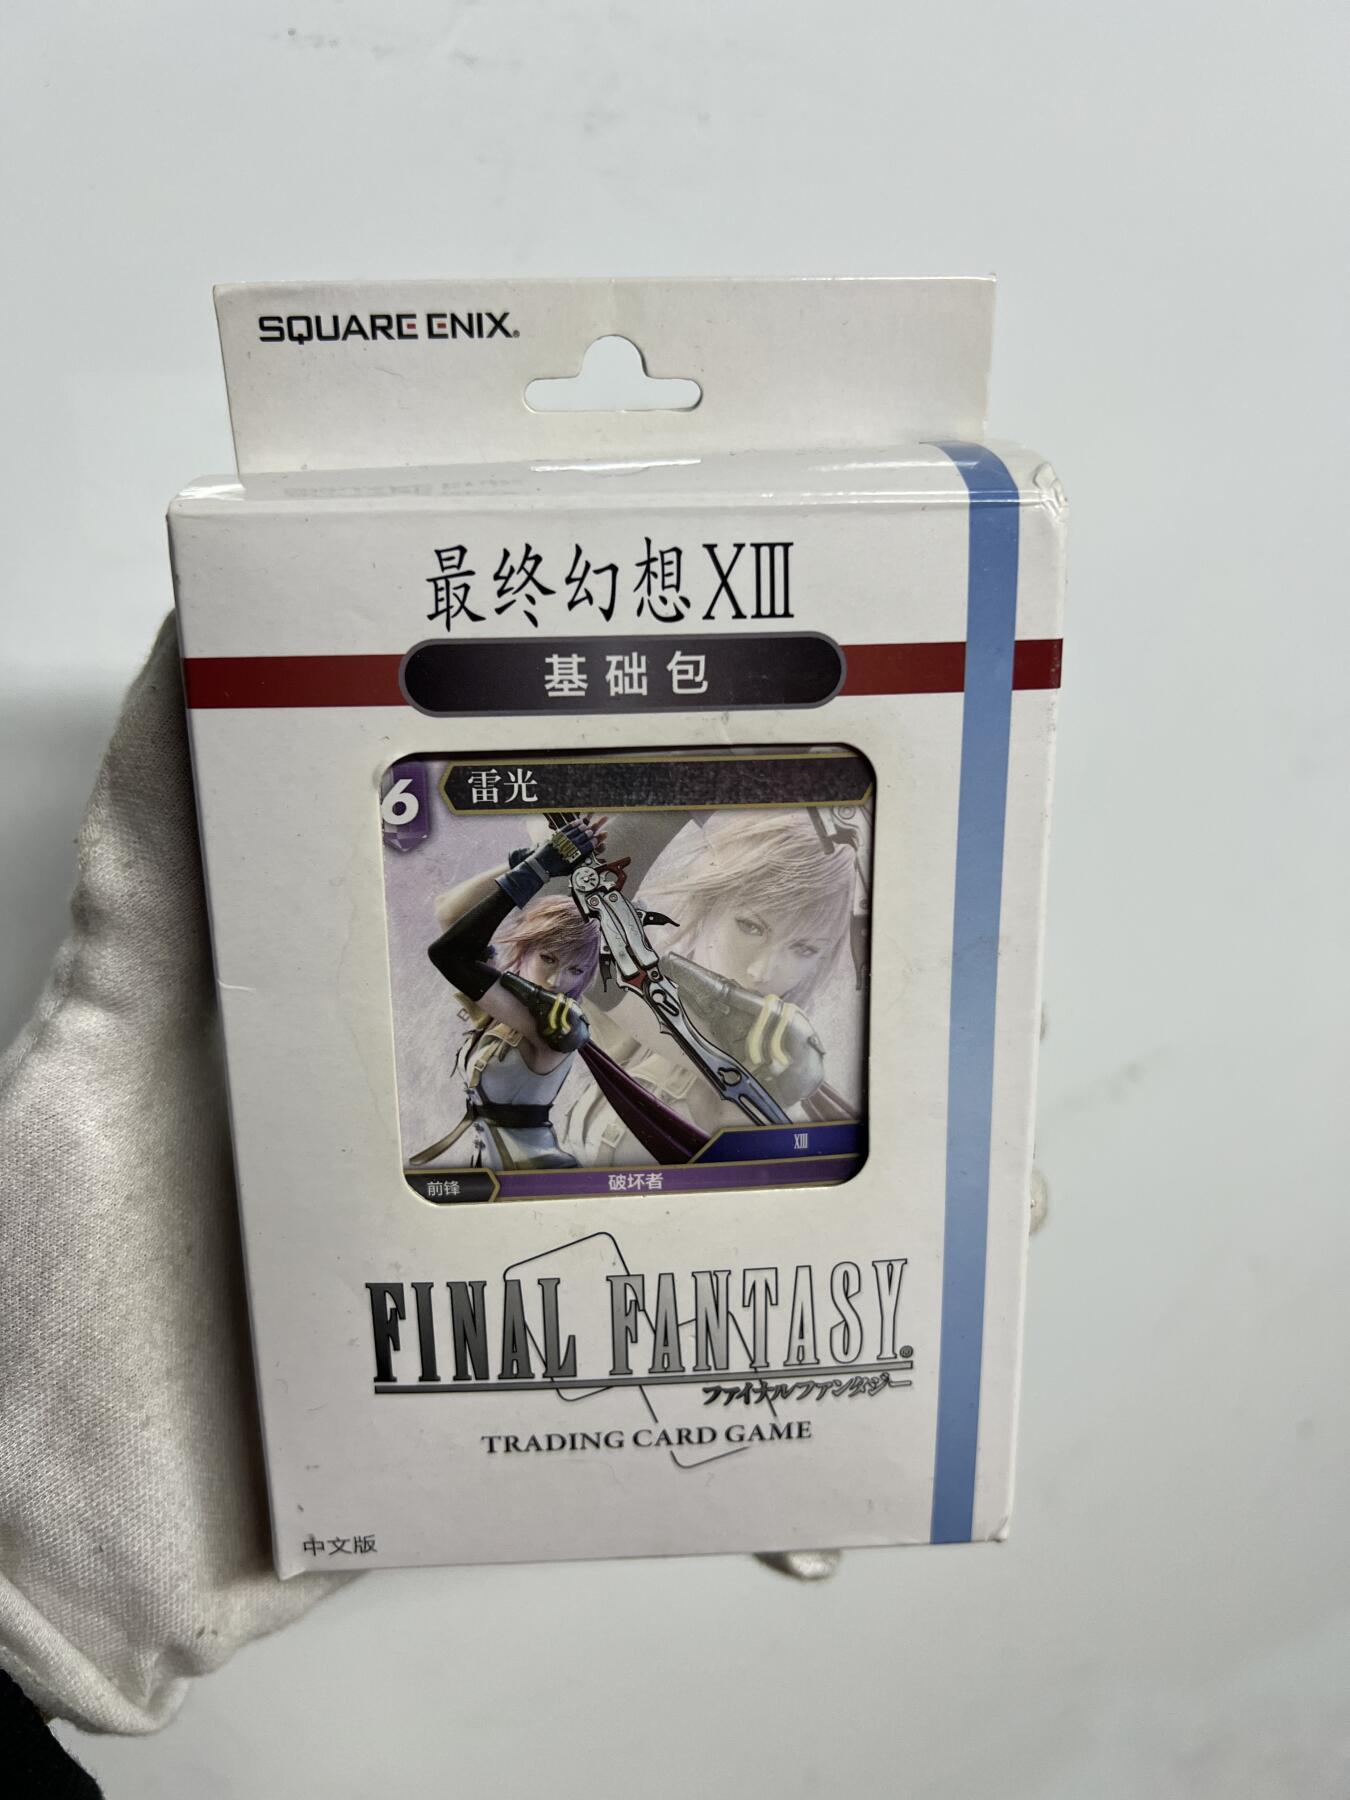 SQUARE ENIX®
最终幻想XIII
基础包
6
雷光
XIII
前锋
破坏者
FINAL FANTASY®
ファイナルファンタジー
TRADING CARD GAME
中文版